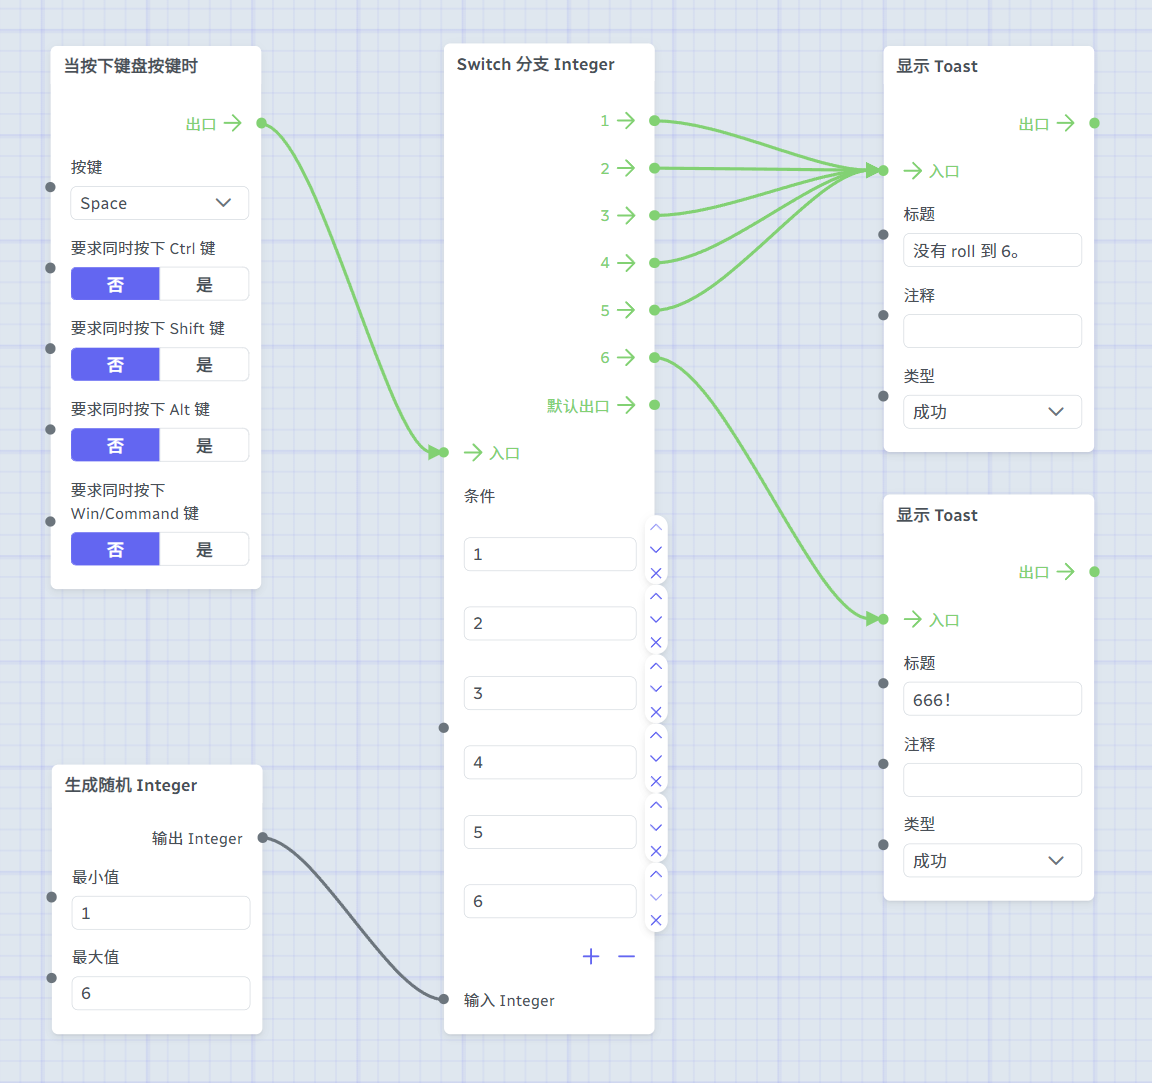 当按下键盘按键时
出口
按键
Space
要求同时按下 Ctrl 键
否 是
要求同时按下 Shift 键
否 是
要求同时按下 Alt 键
否 是
要求同时按下
Win/Command 键
否 是
生成随机 Integer
输出 Integer
最小值
1
最大值
6
Switch 分支 Integer
1
2
3
4
5
6
默认出口
入口
条件
1
2
3
4
5
6
输入 Integer
显示 Toast
出口
入口
标题
没有 roll 到 6。
注释
类型
成功
显示 Toast
出口
入口
标题
666！
注释
类型
成功